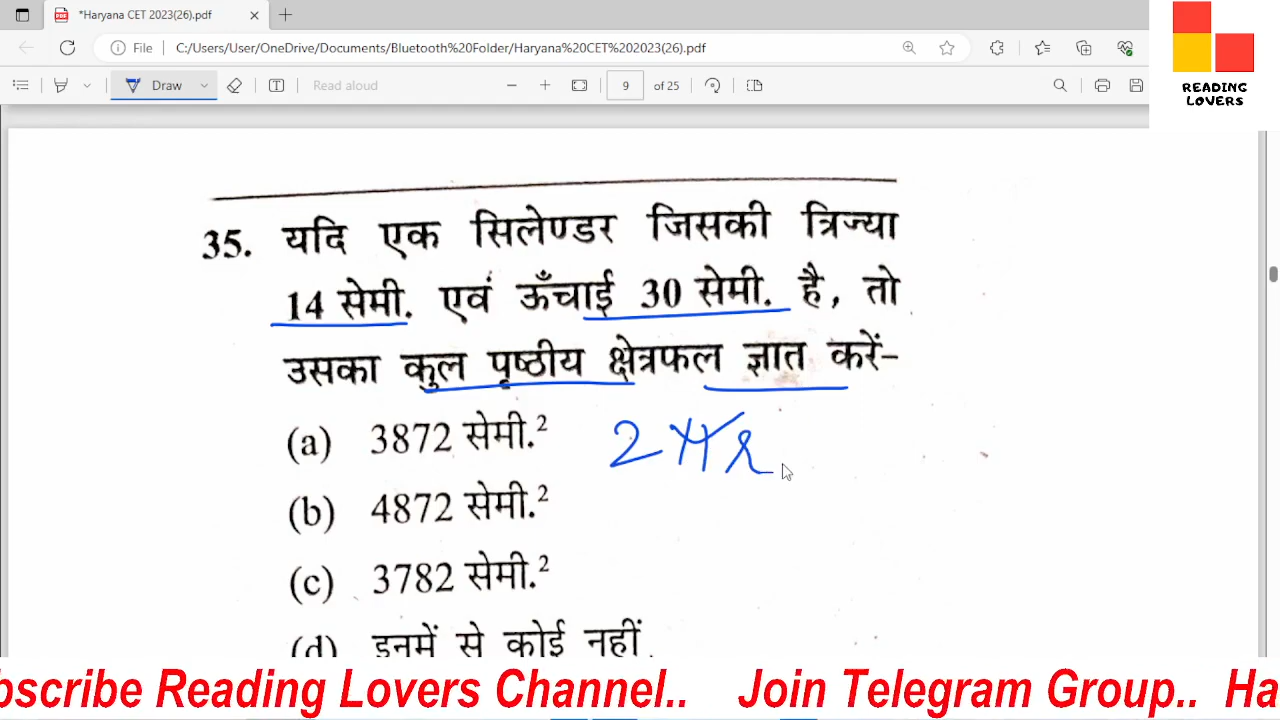 *Haryana CET 2023(26).pdf
File C:/Users/User/OneDrive/Documents/Bluetooth%20Folder/Haryana%20CET%202023(26).pdf
Draw Read aloud 9 of 25
READING
LOVERS
35. यदि एक सिलेण्डर जिसकी त्रिज्या
14 सेमी. एवं ऊँचाई 30 सेमी. है, तो
उसका कुल पृष्ठीय क्षेत्रफल ज्ञात करें-
(a) 3872 सेमी.² 2πr
(b) 4872 सेमी.²
(c) 3782 सेमी.²
(d) इनमें से कोई नहीं
bscribe Reading Lovers Channel.. Join Telegram Group.. Ha